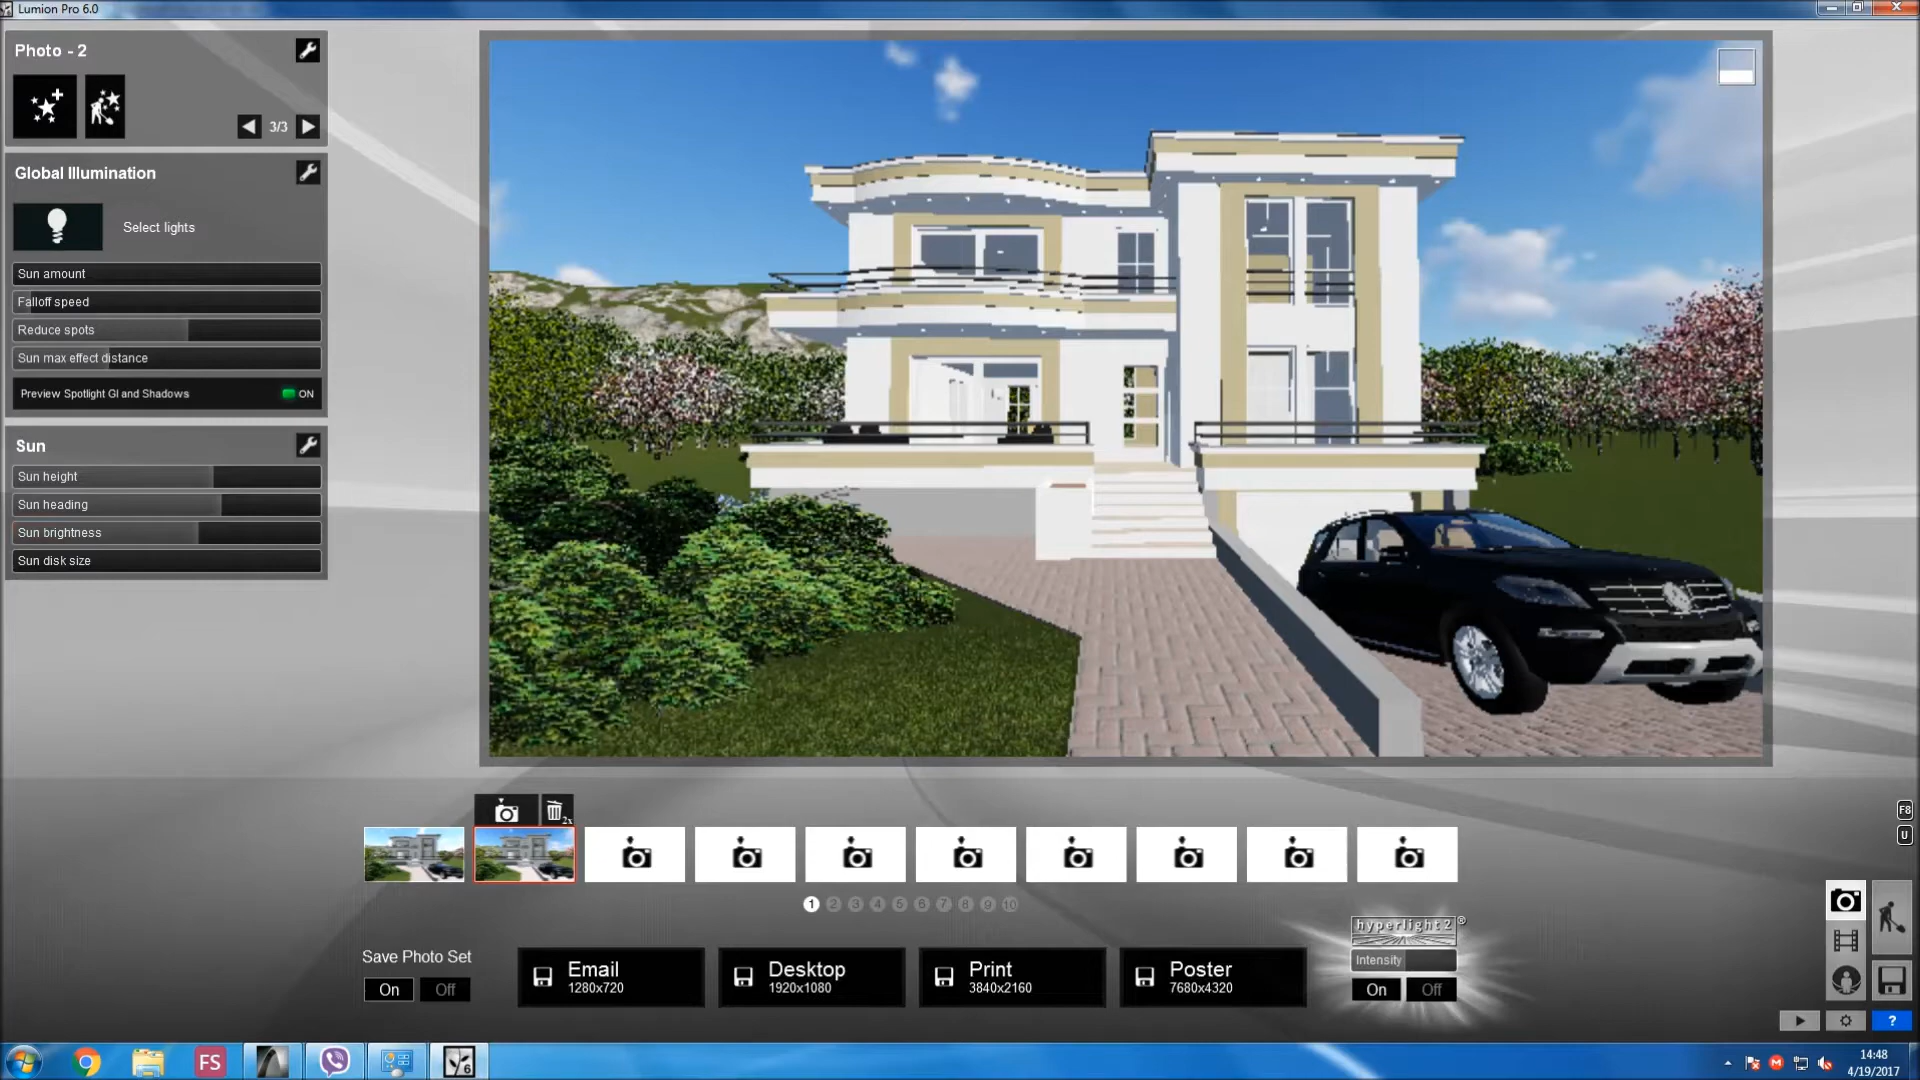 Lumion Pro 6.0
Photo - 2
3/3
Global Illumination
Select lights
Sun amount
Falloff speed
Reduce spots
Sun max effect distance
Preview Spotlight GI and Shadows
ON
Sun
Sun height
Sun heading
Sun brightness
Sun disk size
2x
F8
U
1 2 3 4 5 6 7 8 9 10
Save Photo Set
On Off
Email
1280x720
Desktop
1920x1080
Print
3840x2160
Poster
7680x4320
hyperlight2®
Intensity
On Off
?
FS
6
M
14:48
4/19/2017